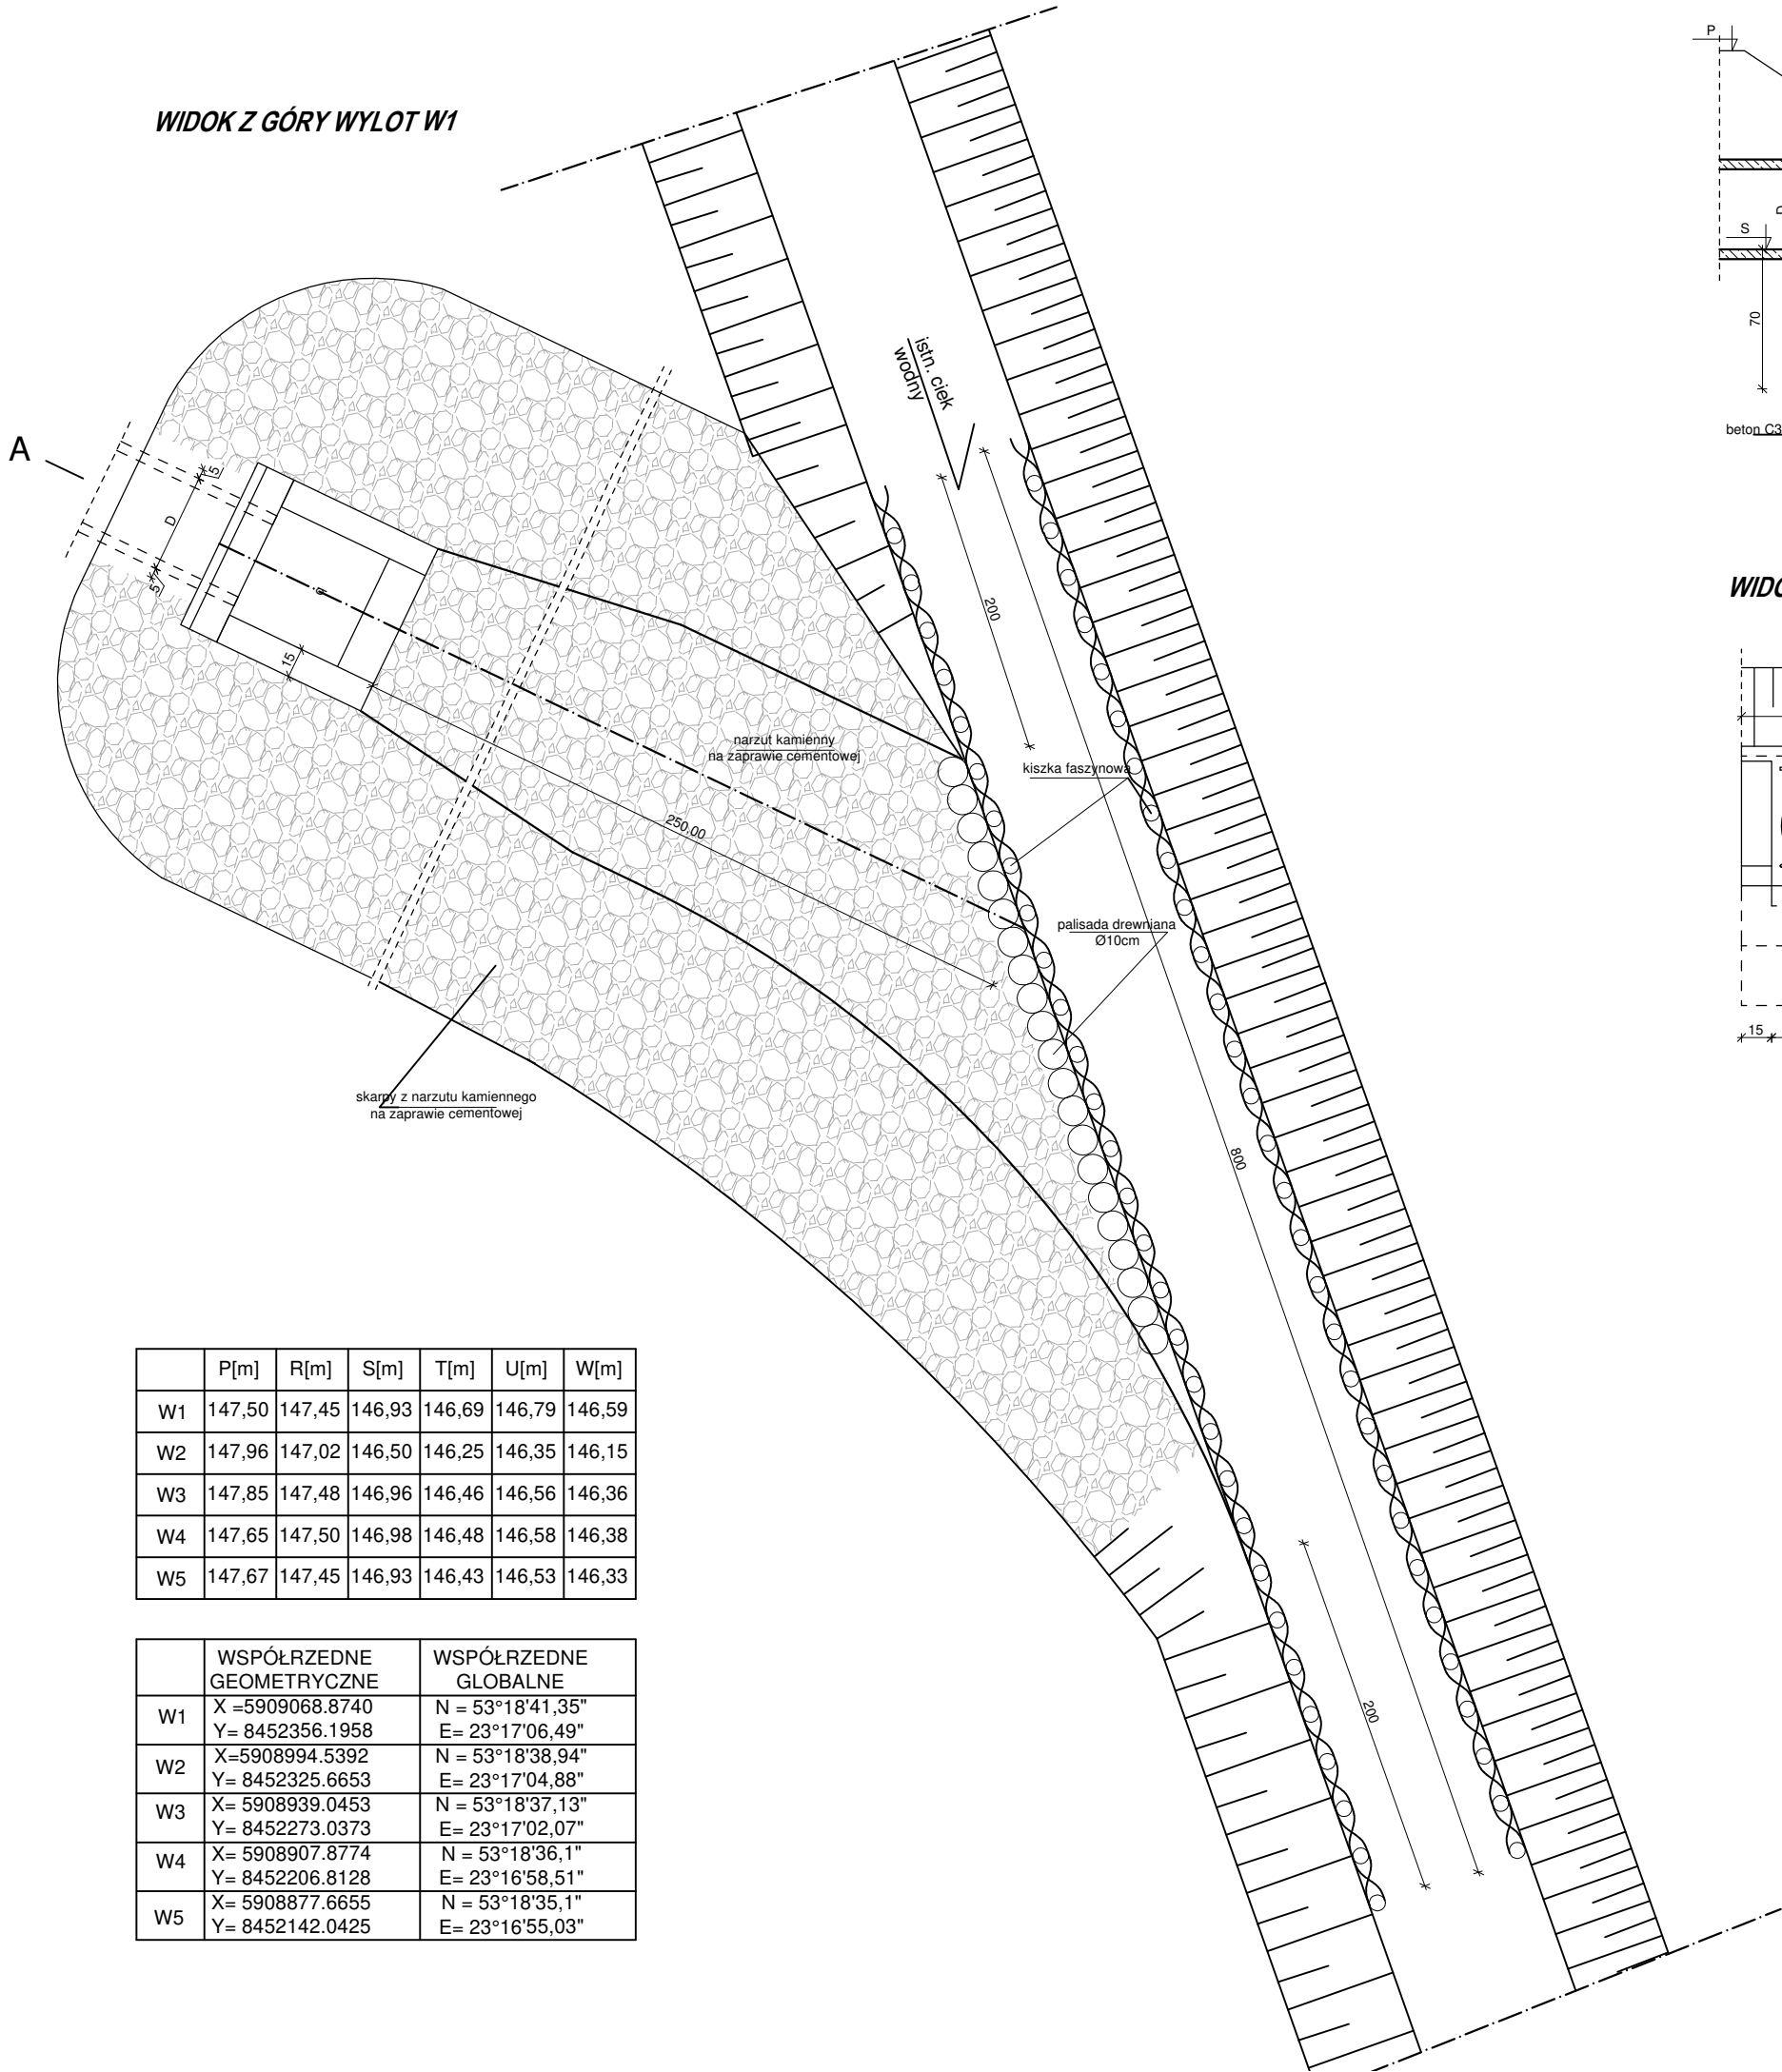 WIDOK Z GÓRY WYLOT W1
P
S
70
beton C3
A
5
D
5
15
istn. ciek
wodny
200
narzut kamienny
na zaprawie cementowej
kiszka faszynowa
250,00
palisada drewniana
Ø10cm
800
skarpy z narzutu kamiennego
na zaprawie cementowej
200
15
P[m] R[m] S[m] T[m] U[m] W[m]
W1 147,50 147,45 146,93 146,69 146,79 146,59
W2 147,96 147,02 146,50 146,25 146,35 146,15
W3 147,85 147,48 146,96 146,46 146,56 146,36
W4 147,65 147,50 146,98 146,48 146,58 146,38
W5 147,67 147,45 146,93 146,43 146,53 146,33
WSPÓŁRZEDNE WSPÓŁRZEDNE
GEOMETRYCZNE GLOBALNE
W1 X =5909068.8740 N = 53°18'41,35"
Y= 8452356.1958 E= 23°17'06,49"
W2 X=5908994.5392 N = 53°18'38,94"
Y= 8452325.6653 E= 23°17'04,88"
W3 X= 5908939.0453 N = 53°18'37,13"
Y= 8452273.0373 E= 23°17'02,07"
W4 X= 5908907.8774 N = 53°18'36,1"
Y= 8452206.8128 E= 23°16'58,51"
W5 X= 5908877.6655 N = 53°18'35,1"
Y= 8452142.0425 E= 23°16'55,03"